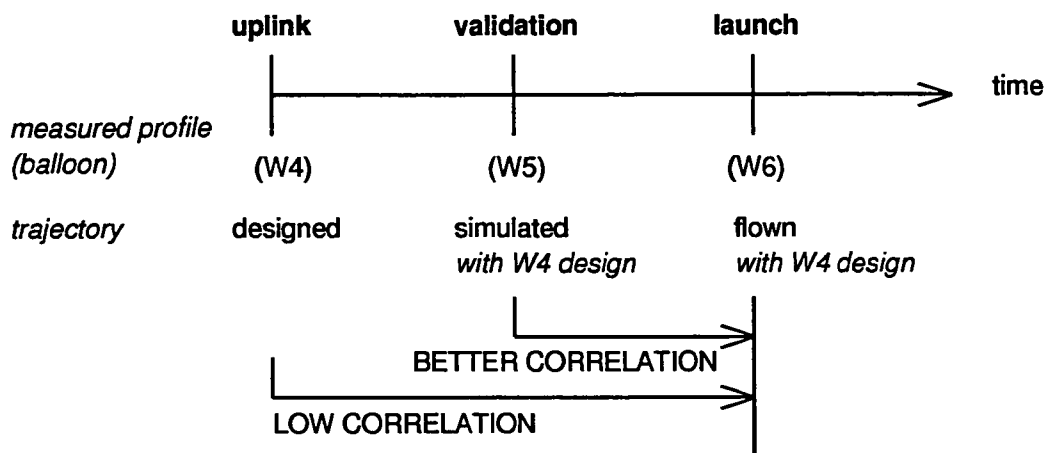 uplink validation launch
time
measured profile
(balloon) (W4) (W5) (W6)
trajectory designed simulated flown
with W4 design with W4 design
BETTER CORRELATION
LOW CORRELATION